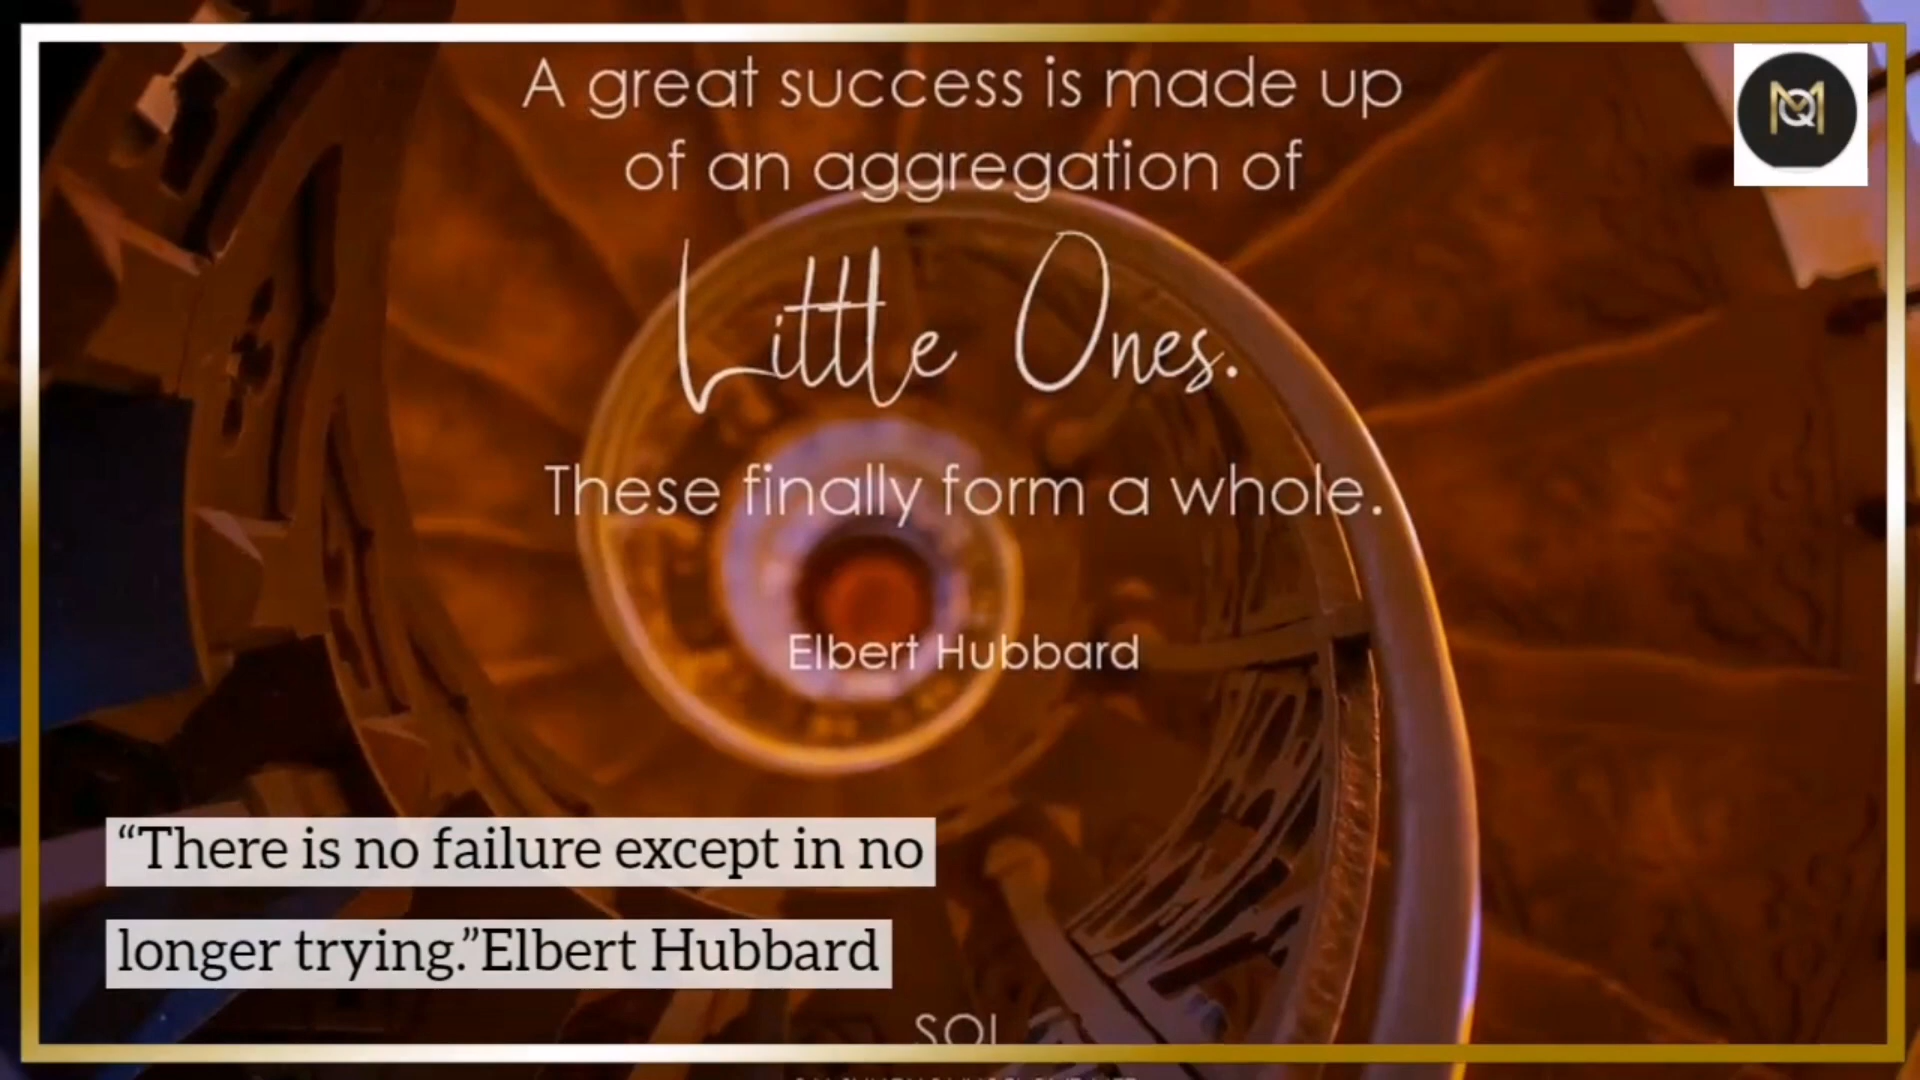 A great success is made up
of an aggregation of
Little Ones.
These finally form a whole.
Elbert Hubbard
“There is no failure except in no
longer trying.”Elbert Hubbard